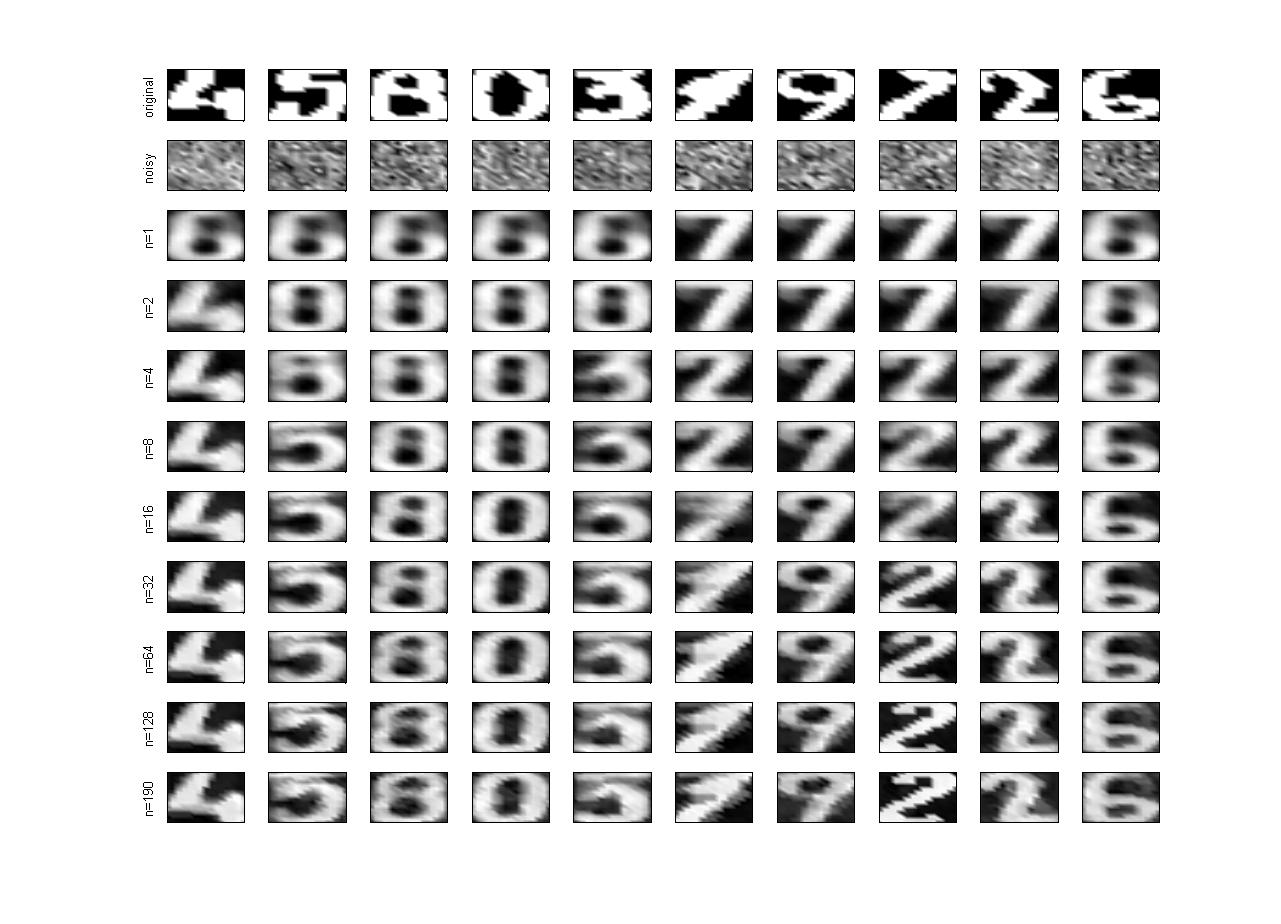 original
noisy
n=1
n=2
n=4
n=8
n=16
n=32
n=64
n=128
n=190